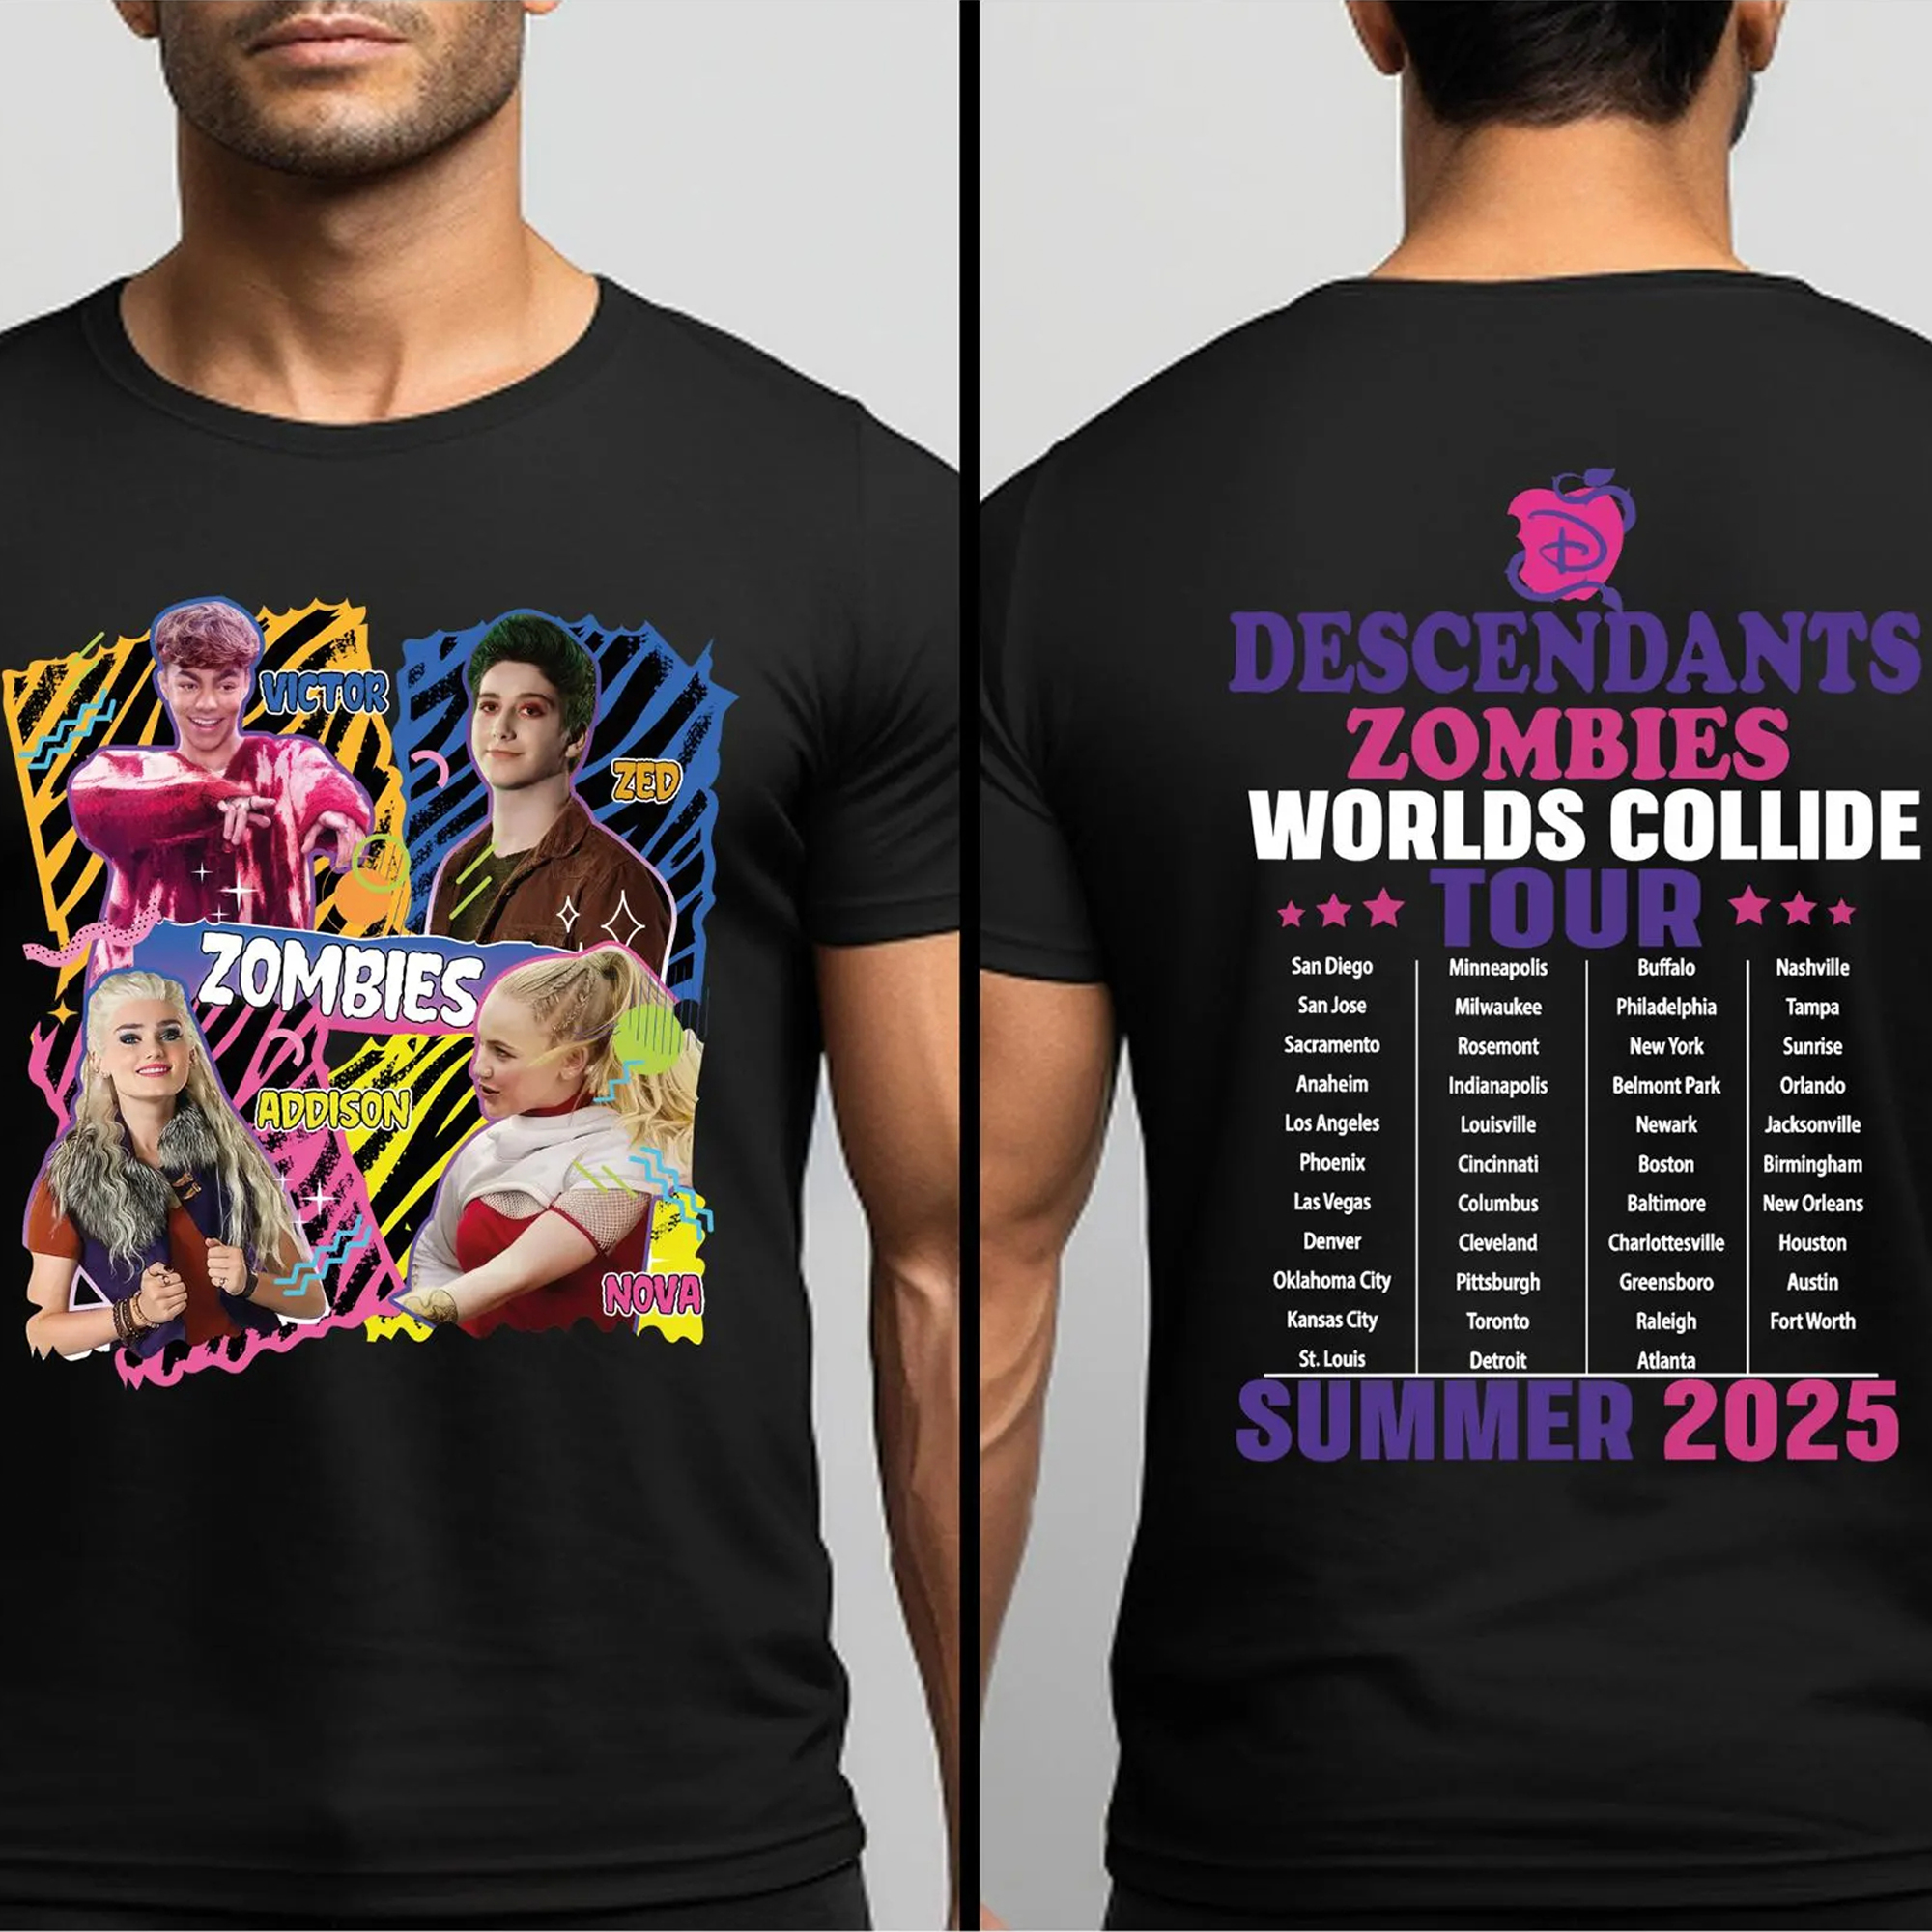 VICTOR
ZED
ZOMBIES
ADDISON
NOVA
D
DESCENDANTS
ZOMBIES
WORLDS COLLIDE
TOUR
San Diego
San Jose
Sacramento
Anaheim
Los Angeles
Phoenix
Las Vegas
Denver
Oklahoma City
Kansas City
St. Louis
Minneapolis
Milwaukee
Rosemont
Indianapolis
Louisville
Cincinnati
Columbus
Cleveland
Pittsburgh
Toronto
Detroit
Buffalo
Philadelphia
New York
Belmont Park
Newark
Boston
Baltimore
Charlottesville
Greensboro
Raleigh
Atlanta
Nashville
Tampa
Sunrise
Orlando
Jacksonville
Birmingham
New Orleans
Houston
Austin
Fort Worth
SUMMER 2025